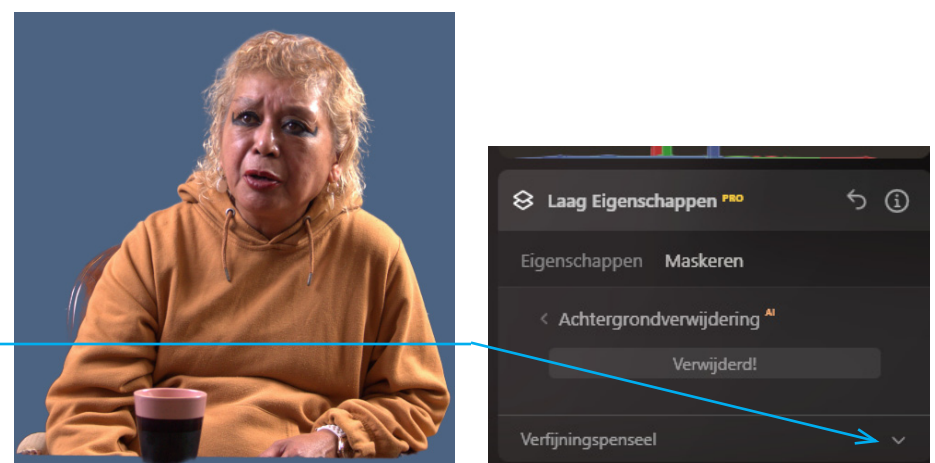 Laag Eigenschappen PRO
Eigenschappen Maskeren
Achtergrondverwijdering AI
Verwijderd!
Verfijningspenseel